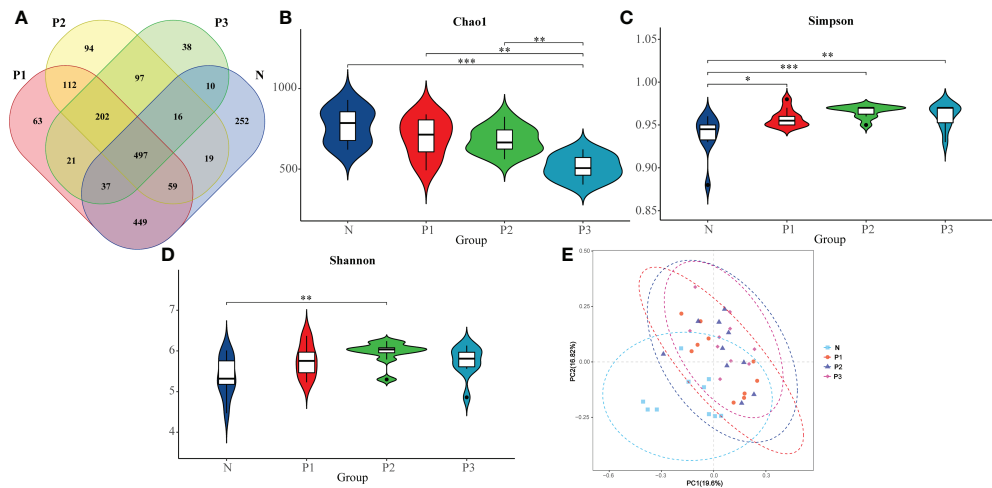 A
P2
P3
P1
N
94
38
112
97
10
63
202
16
252
21
497
19
37
59
449
B
Chao1
**
**
***
1000
500
N
P1
P2
P3
Group
C
Simpson
**
***
*
1.05
1.00
0.95
0.90
0.85
N
P1
P2
P3
Group
D
Shannon
**
7
6
5
4
N
P1
P2
P3
Group
E
0.50
0.25
0.00
-0.25
PC2(16.62%)
-0.6
-0.3
0.0
0.3
PC1(19.6%)
N
P1
P2
P3